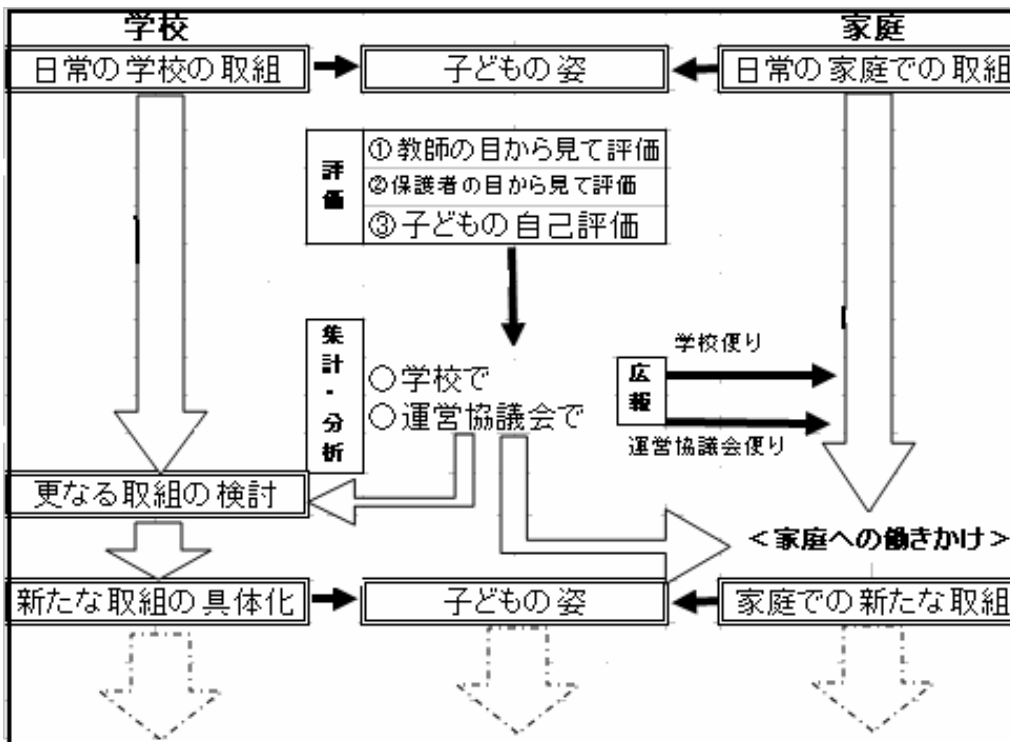 学校
家庭
日常の学校の取組
子どもの姿
日常の家庭での取組
評価
①教師の目から見て評価
②保護者の目から見て評価
③子どもの自己評価
集計・分析
○学校で
○運営協議会で
広報
学校便り
運営協議会便り
更なる取組の検討
<家庭への働きかけ>
新たな取組の具体化
子どもの姿
家庭での新たな取組